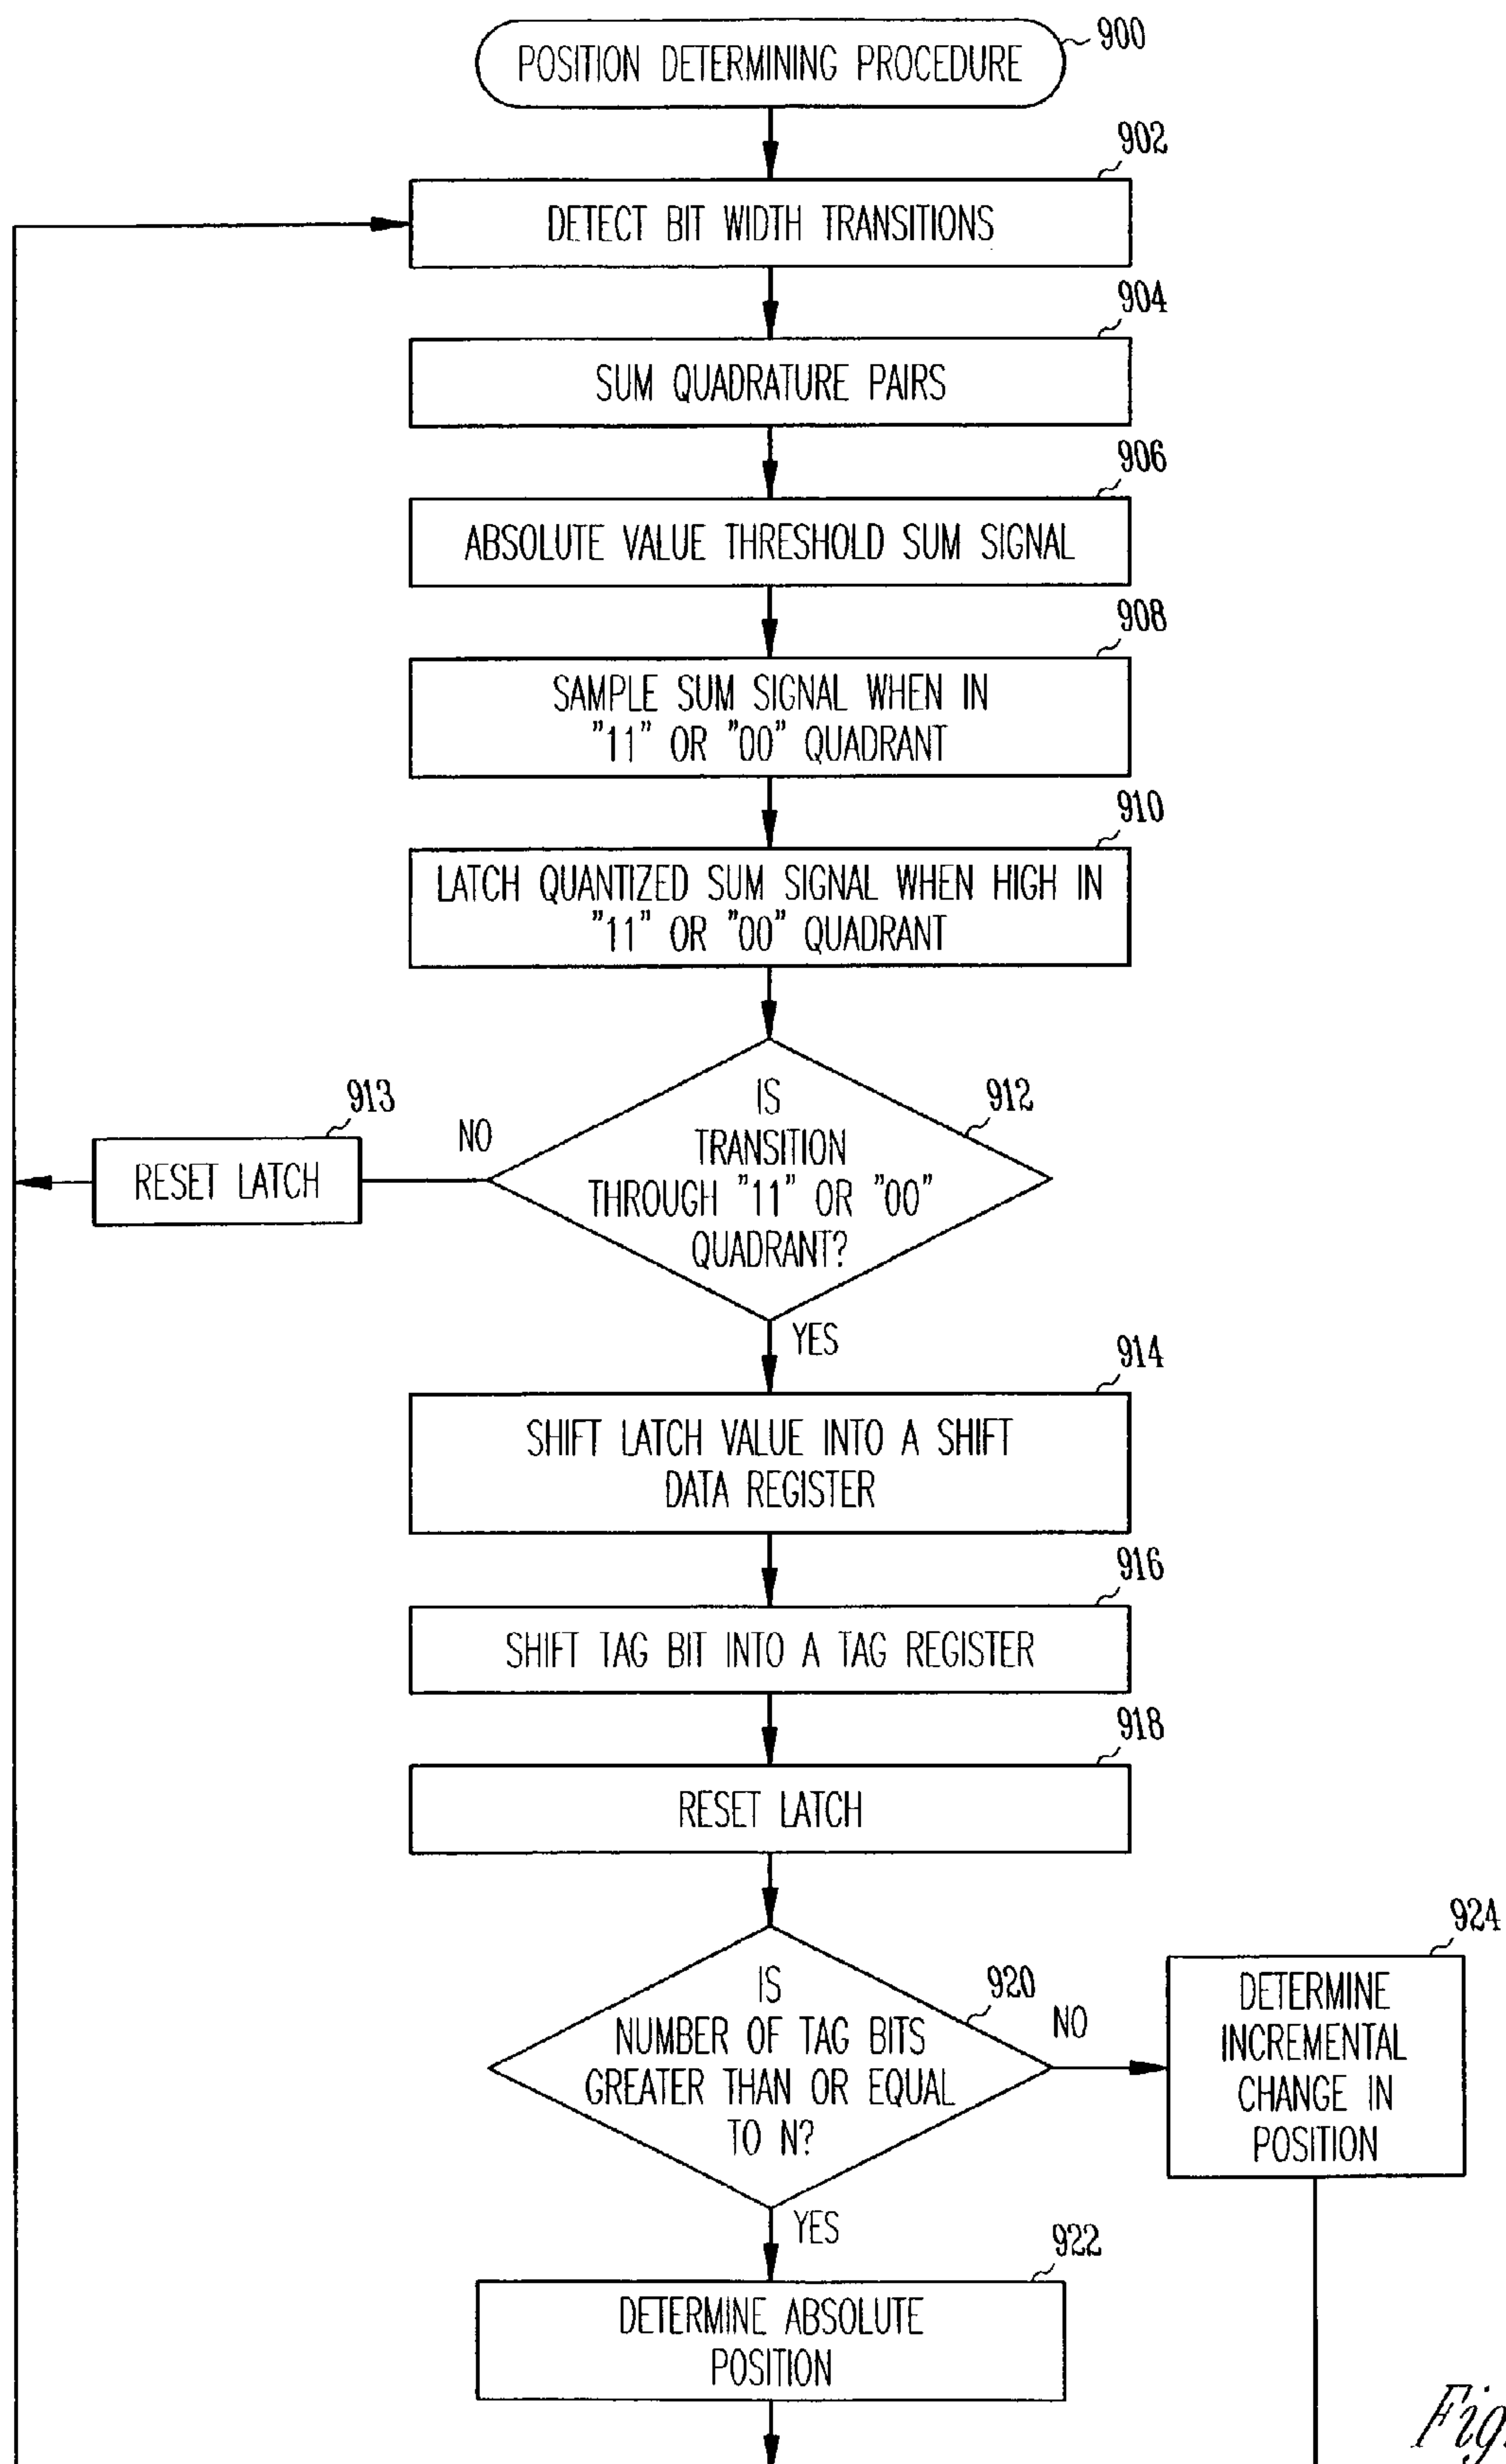 POSITION DETERMINING PROCEDURE
900
902
DETECT BIT WIDTH TRANSITIONS
904
SUM QUADRATURE PAIRS
906
ABSOLUTE VALUE THRESHOLD SUM SIGNAL
908
SAMPLE SUM SIGNAL WHEN IN
"11" OR "00" QUADRANT
910
LATCH QUANTIZED SUM SIGNAL WHEN HIGH IN
"11" OR "00" QUADRANT
912
IS
TRANSITION
THROUGH "11" OR "00"
QUADRANT?
NO
913
RESET LATCH
YES
914
SHIFT LATCH VALUE INTO A SHIFT
DATA REGISTER
916
SHIFT TAG BIT INTO A TAG REGISTER
918
RESET LATCH
920
IS
NUMBER OF TAG BITS
GREATER THAN OR EQUAL
TO N?
NO
924
DETERMINE
INCREMENTAL
CHANGE IN
POSITION
YES
922
DETERMINE ABSOLUTE
POSITION
Fig